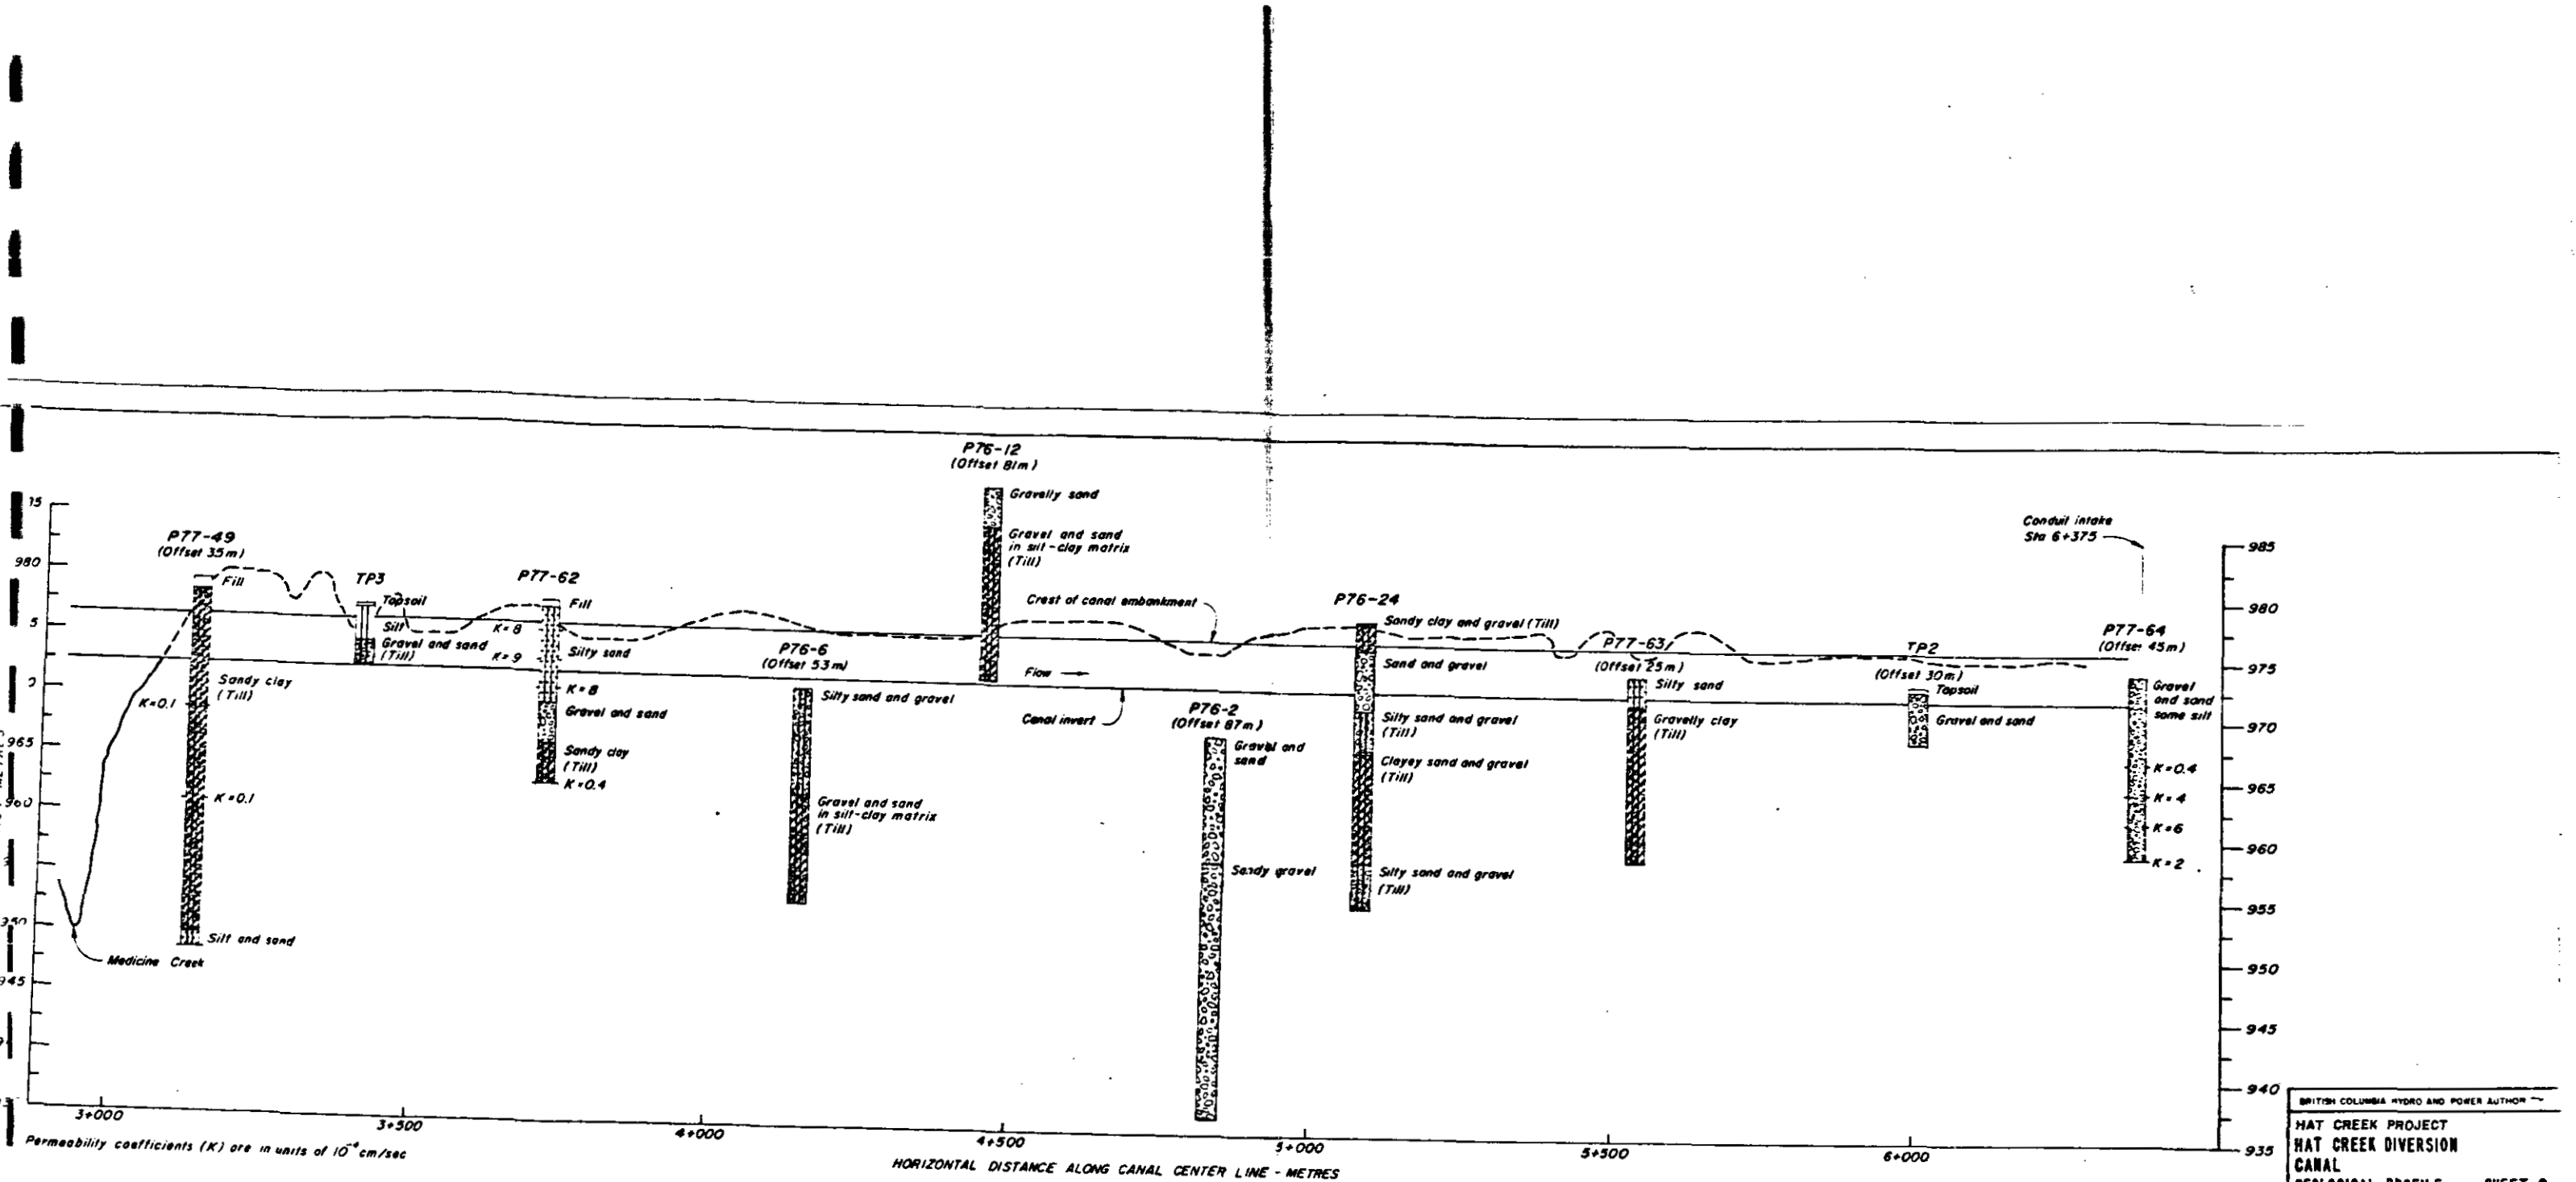 P76-12
(Offset 81m)
Gravelly sand
Gravel and sand
in silt-clay matrix
(Till)
P77-49
(Offset 35m)
Fill
TP3
Topsoil
Silt
Gravel and sand
(Till)
P77-62
Fill
K=8
K=9
Silty sand
K=8
Gravel and sand
Sandy clay
(Till)
K=0.4
Sandy clay
(Till)
K=0.1
K=0.1
Silt and sand
Medicine Creek
P76-6
(Offset 53m)
Silty sand and gravel
Gravel and sand
in silt-clay matrix
(Till)
Crest of canal embankment
Flow
Canal invert
P76-2
(Offset 87m)
Gravel and
sand
Sandy gravel
P76-24
Sandy clay and gravel (Till)
Sand and gravel
Silty sand and gravel
(Till)
Clayey sand and gravel
(Till)
Silty sand and gravel
(Till)
P77-63
(Offset 25m)
Silty sand
Gravelly clay
(Till)
TP2
(Offset 30m)
Topsoil
Gravel and sand
Conduit intake
Sta 6+375
P77-64
(Offset 45m)
Gravel
and sand
some silt
K=0.4
K=4
K=6
K=2
980
5
965
960
950
945
985
980
975
970
965
960
955
950
945
940
935
3+000
3+500
4+000
4+500
5+000
5+500
6+000
Permeability coefficients (K) are in units of 10⁻⁴ cm/sec
HORIZONTAL DISTANCE ALONG CANAL CENTER LINE - METRES
BRITISH COLUMBIA HYDRO AND POWER AUTHOR
HAT CREEK PROJECT
HAT CREEK DIVERSION
CANAL
GEOLOGICAL PROFILE SHEET 2